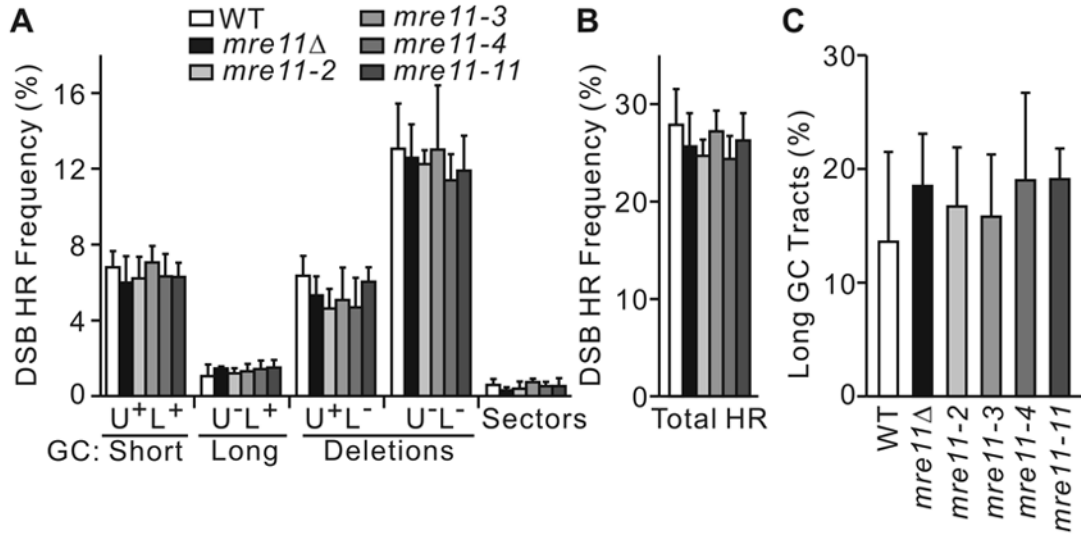 A
WT
mre11Δ
mre11-2
mre11-3
mre11-4
mre11-11
DSB HR Frequency (%)
16
12
8
4
0
U+L+ U-L+ U+L- U-L- Sectors
GC: Short Long Deletions
B
DSB HR Frequency (%)
30
20
10
0
Total HR
C
Long GC Tracts (%)
30
20
10
0
WT
mre11Δ
mre11-2
mre11-3
mre11-4
mre11-11